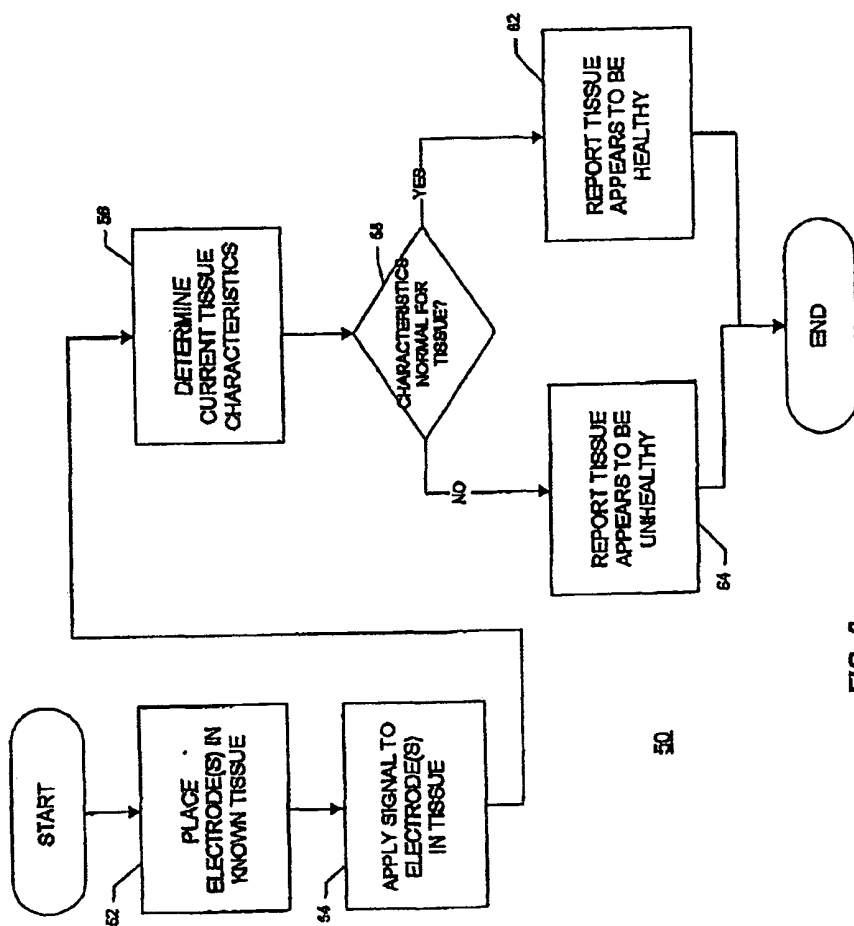 START
52
PLACE
ELECTRODE(S) IN
KNOWN TISSUE
54
APPLY SIGNAL TO
ELECTRODE(S)
IN TISSUE
56
DETERMINE
CURRENT TISSUE
CHARACTERISTICS
58
CHARACTERISTICS
NORMAL FOR
TISSUE?
NO
YES
64
REPORT TISSUE
APPEARS TO BE
UNHEALTHY
62
REPORT TISSUE
APPEARS TO BE
HEALTHY
END
50
FIG.